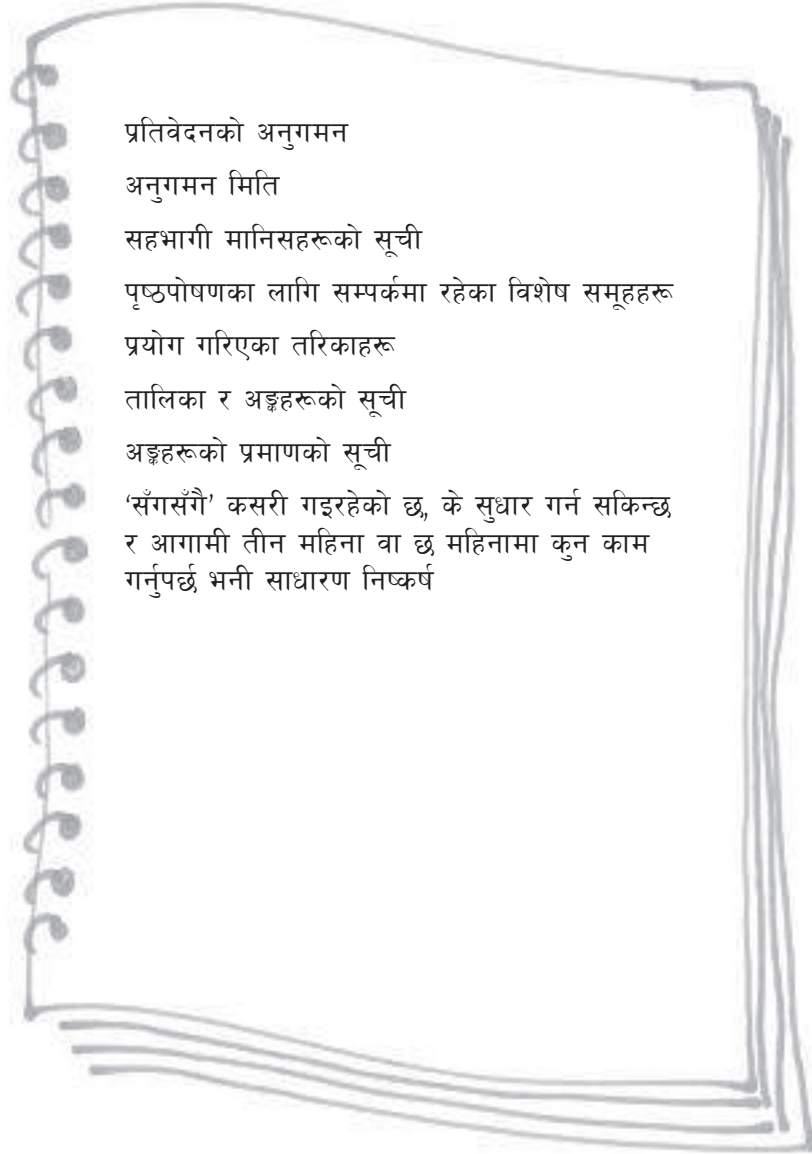 प्रतिवेदनको अनुगमन
अनुगमन मिति
सहभागी मानिसहरूको सूची
पृष्ठपोषणका लागि सम्पर्कमा रहेका विशेष समूहहरू
प्रयोग गरिएका तरिकाहरू
तालिका र अङ्कहरूको सूची
अङ्कहरूको प्रमाणको सूची
‘सँगसँगै’ कसरी गइरहेको छ, के सुधार गर्न सकिन्छ
र आगामी तीन महिना वा छ महिनामा कुन काम
गर्नुपर्छ भनी साधारण निष्कर्ष